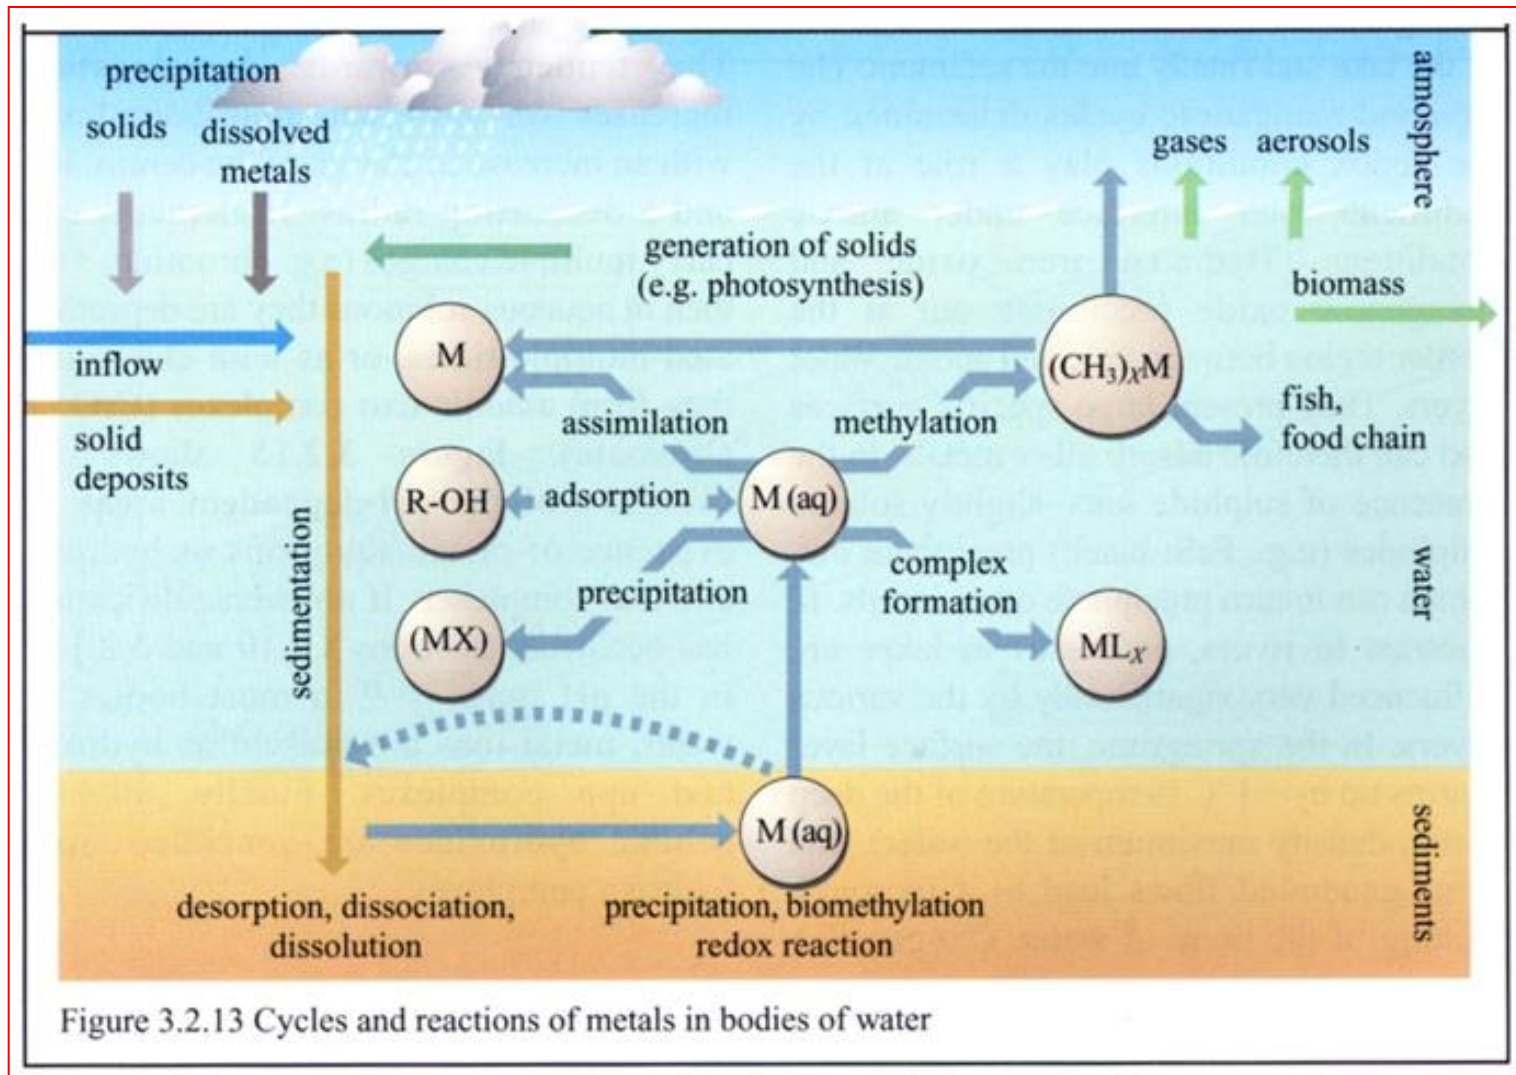 precipitation
solids
dissolved
metals
atmosphere
gases
aerosols
generation of solids
(e.g. photosynthesis)
biomass
inflow
solid
deposits
M
(CH₃)ₓM
assimilation
methylation
fish,
food chain
R-OH
adsorption
M (aq)
sedimentation
precipitation
complex
formation
water
(MX)
MLₓ
M (aq)
sediments
desorption, dissociation,
dissolution
precipitation, biomethylation
redox reaction
Figure 3.2.13 Cycles and reactions of metals in bodies of water